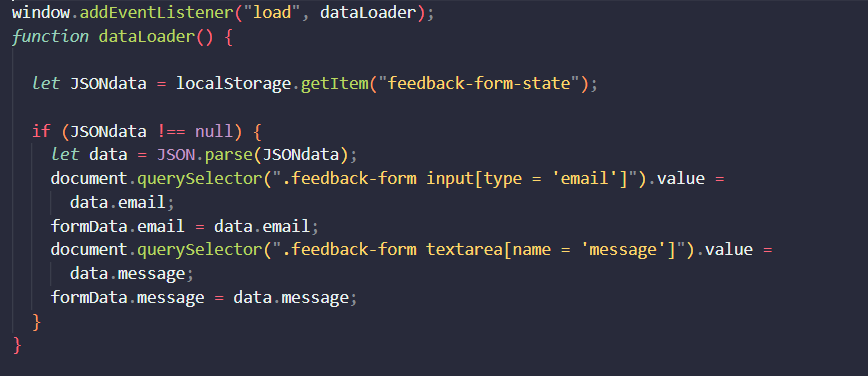 window.addEventListener("load", dataLoader);
function dataLoader() {
let JSONdata = localStorage.getItem("feedback-form-state");
if (JSONdata !== null) {
let data = JSON.parse(JSONdata);
document.querySelector(".feedback-form input[type = 'email']").value =
data.email;
formData.email = data.email;
document.querySelector(".feedback-form textarea[name = 'message']").value =
data.message;
formData.message = data.message;
}
}